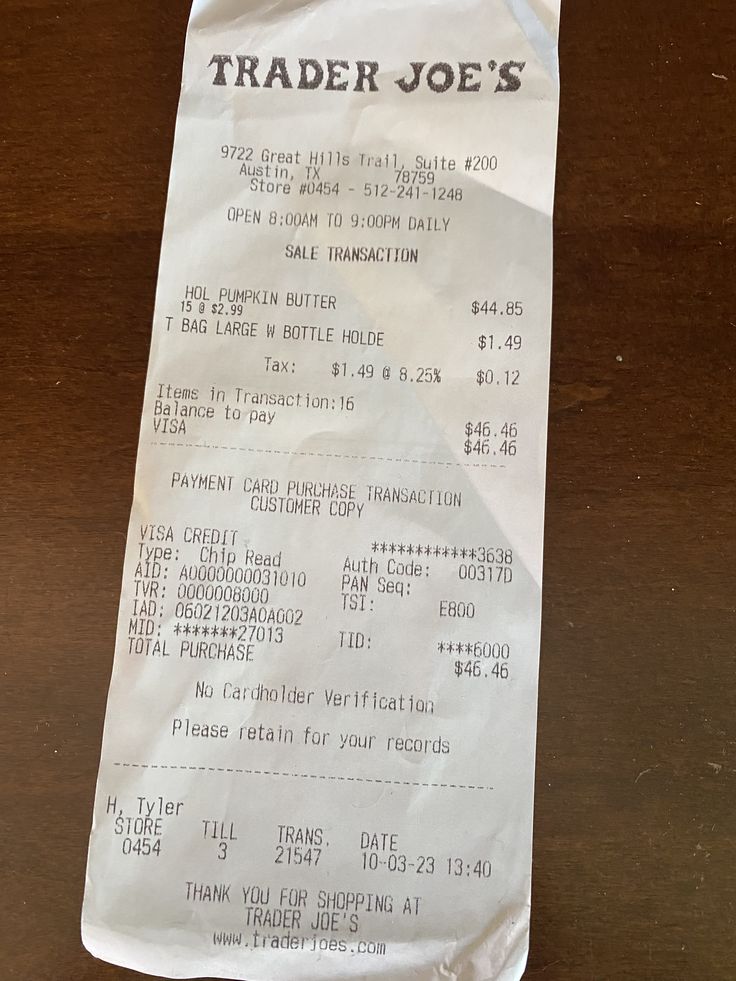 TRADER JOE'S
9722 Great Hills Trail, Suite #200
Austin, TX 78759
Store #0454 - 512-241-1248
OPEN 8:00AM TO 9:00PM DAILY
SALE TRANSACTION
HOL PUMPKIN BUTTER $44.85
15 @ $2.99
T BAG LARGE W BOTTLE HOLDE $1.49
Tax: $1.49 @ 8.25% $0.12
Items in Transaction:16
Balance to pay $46.46
VISA $46.46
PAYMENT CARD PURCHASE TRANSACTION
CUSTOMER COPY
VISA CREDIT ************3638
Type: Chip Read Auth Code: 00317D
AID: A0000000031010 PAN Seq:
TVR: 0000008000 TSI: E800
IAD: 06021203A0A002
MID: *******27013 TID: ****6000
TOTAL PURCHASE $46.46
No Cardholder Verification
Please retain for your records
H, Tyler
STORE TILL TRANS. DATE
0454 3 21547 10-03-23 13:40
THANK YOU FOR SHOPPING AT
TRADER JOE'S
www.traderjoes.com